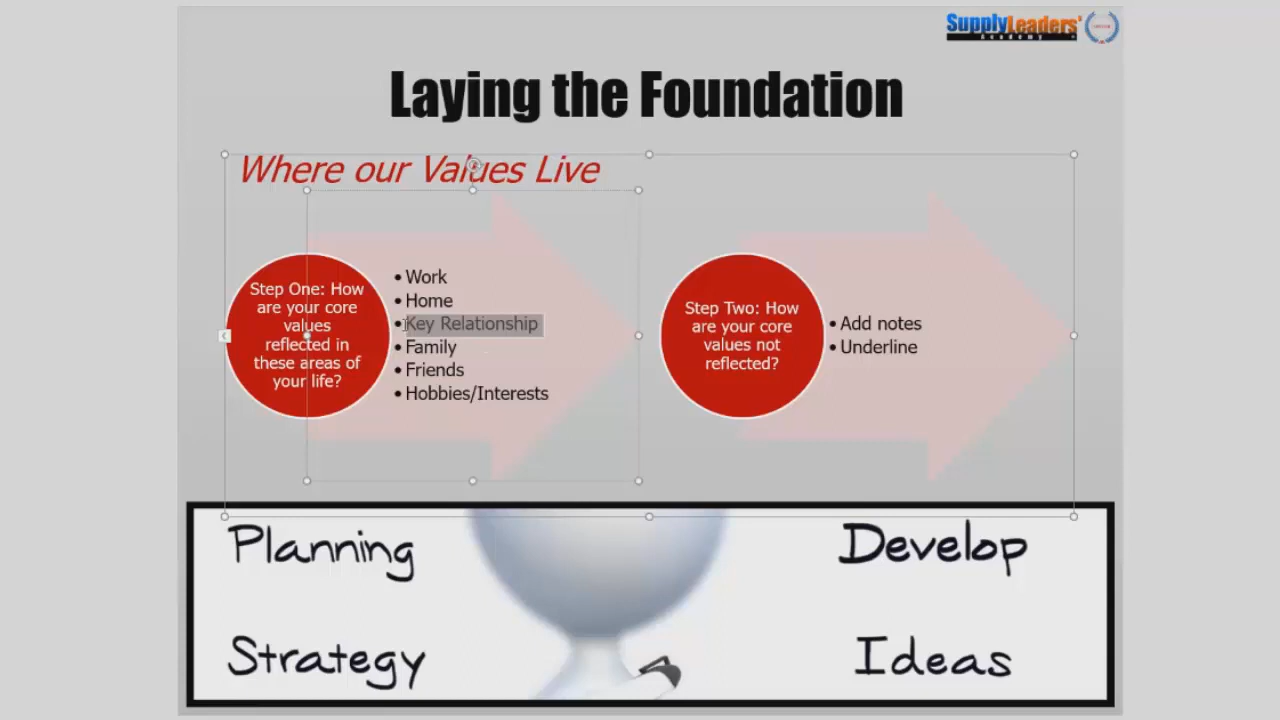 SupplyLeaders'
Academy
Laying the Foundation
Where our Values Live
Step One: How
are your core
values
reflected in
these areas of
your life?
• Work
• Home
• Key Relationship
• Family
• Friends
• Hobbies/Interests
Step Two: How
are your core
values not
reflected?
• Add notes
• Underline
Planning
Develop
Strategy
Ideas